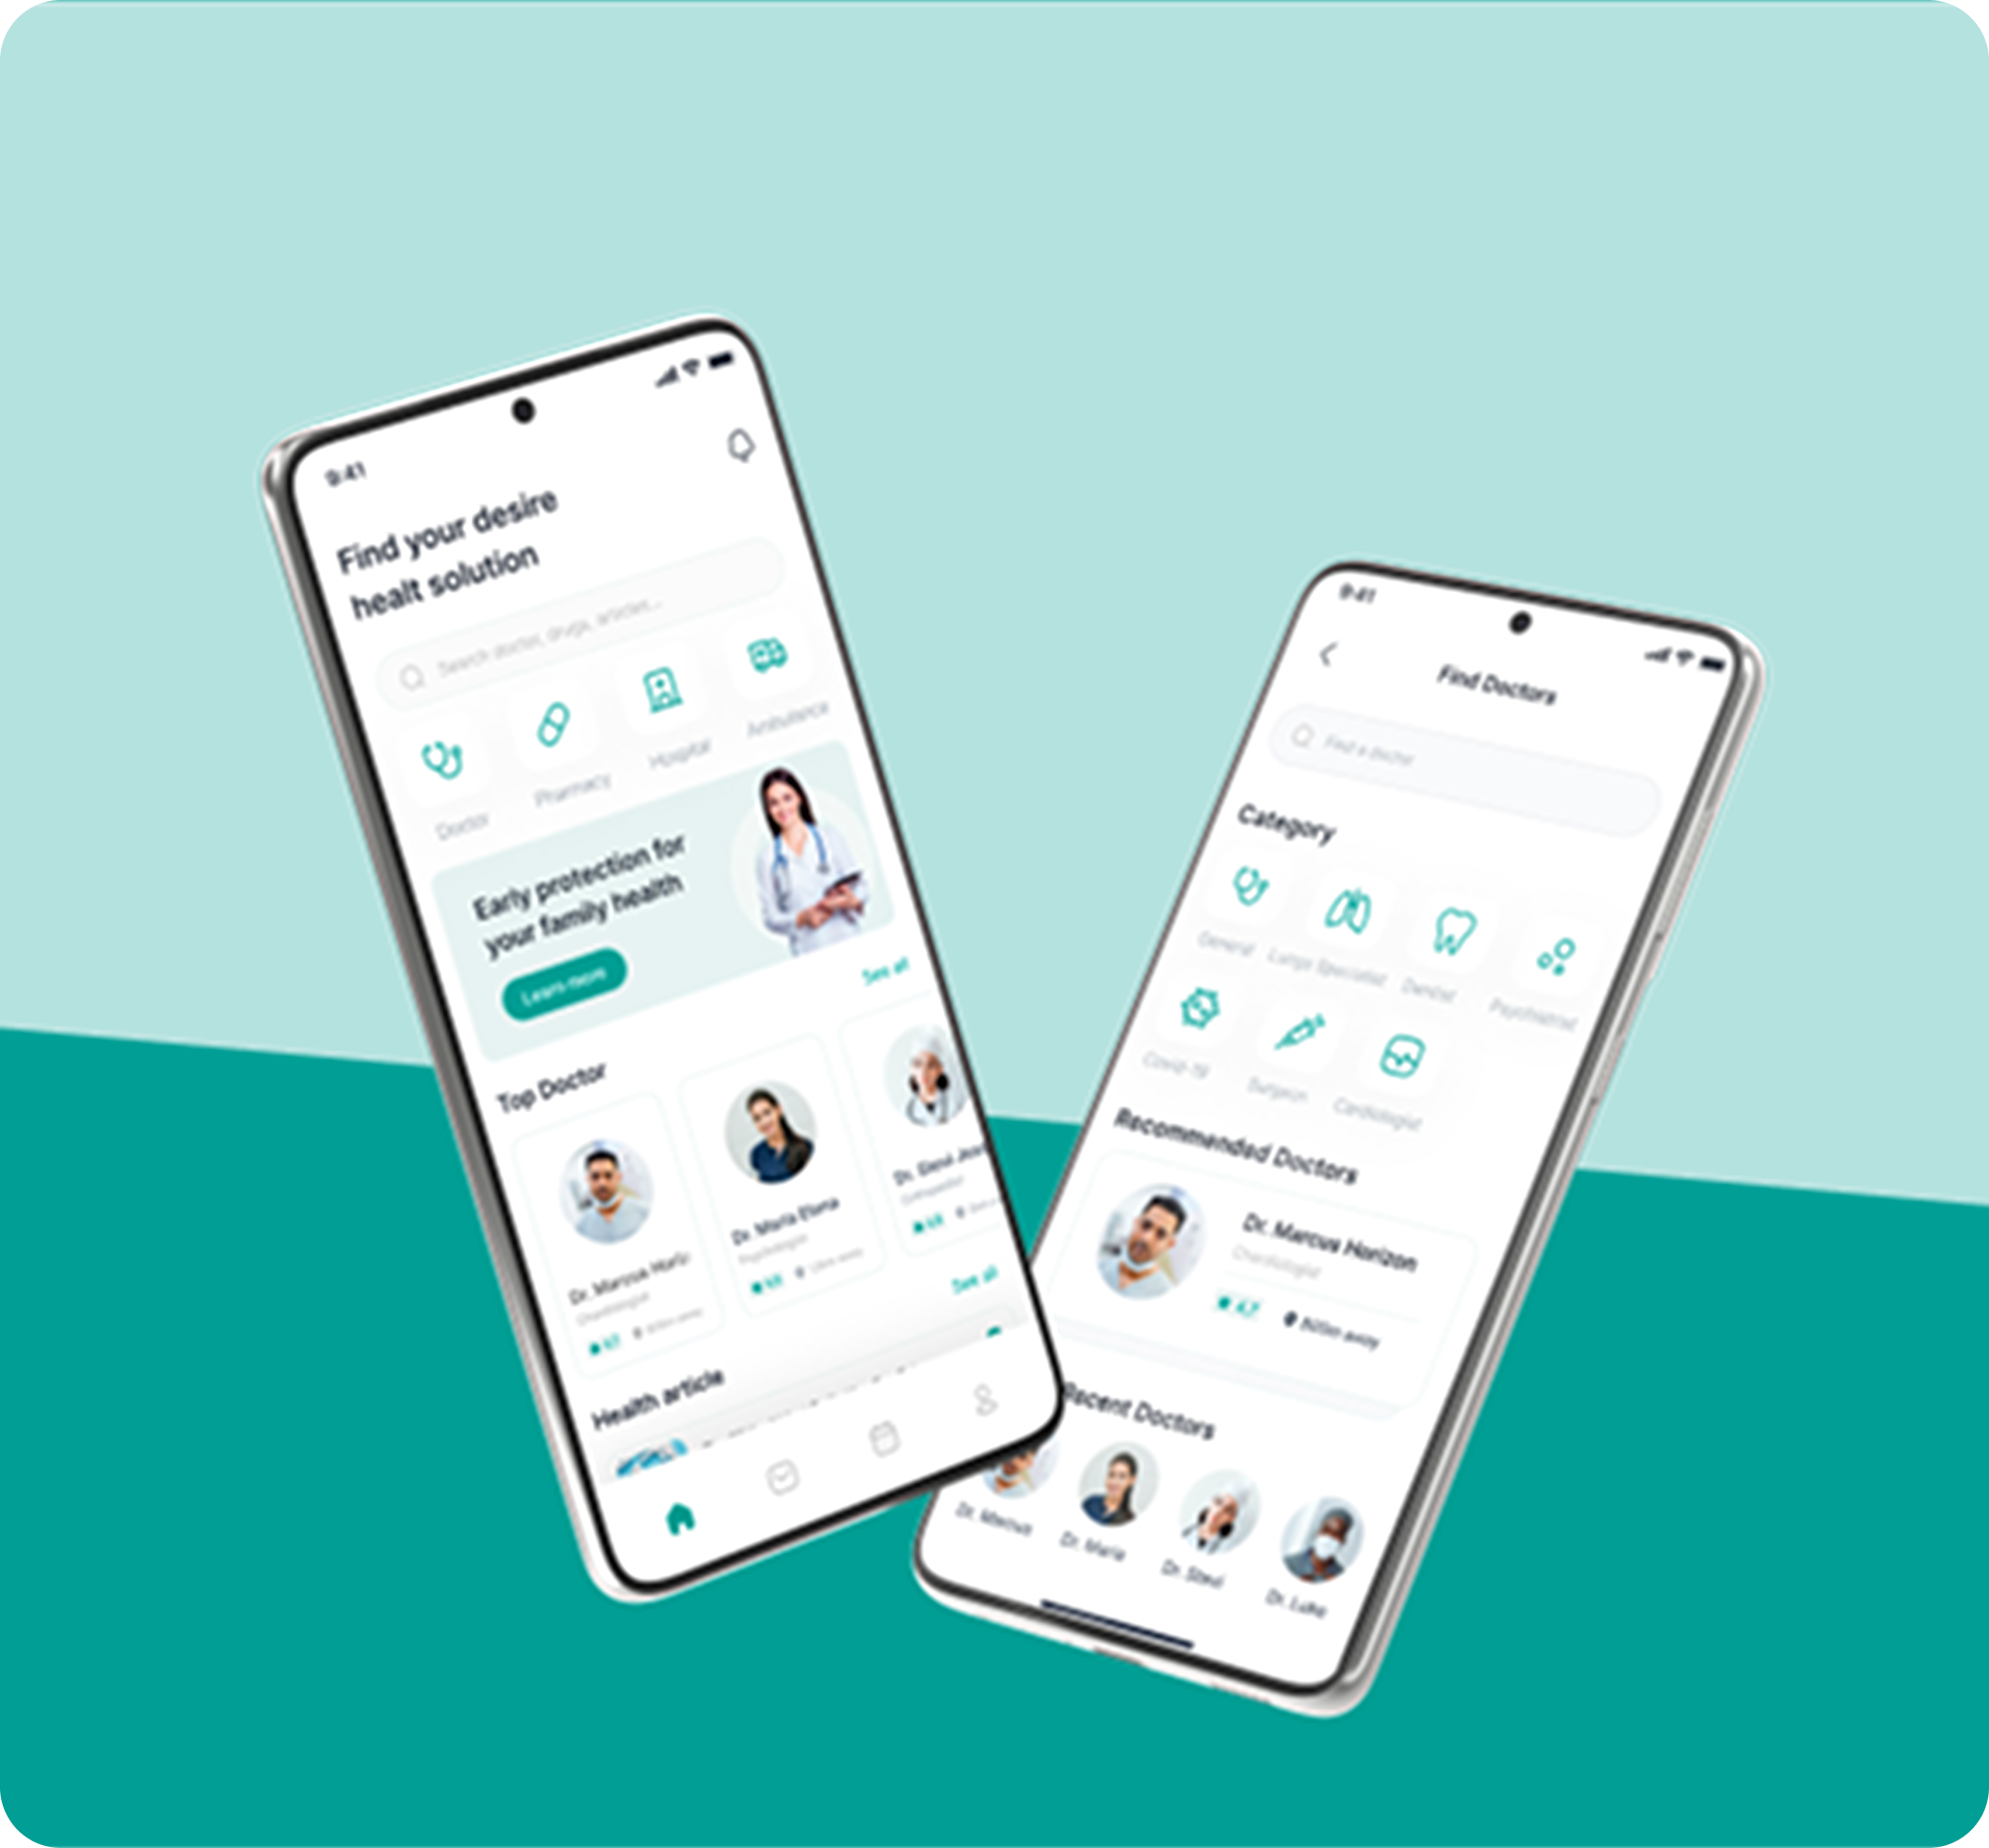 9:41
Find your desire
healt solution
Search doctor, drugs, articles...
Doctor
Pharmacy
Hospital
Ambulance
Early protection for
your family health
Learn more
See all
Top Doctor
Dr. Marcus Horiz
Chardiologist
4.7
800m away
Dr. Maria Elena
Psychologist
Dr. Stevi Jess
Orthopedist
See all
Health article
9:41
Find Doctors
Find a doctor
Category
General
Lungs Specialist
Dentist
Psychiatrist
Covid-19
Surgeon
Cardiologist
Recommended Doctors
Dr. Marcus Horizon
Chardiologist
4,7
800m away
Recent Doctors
Dr. Marcus
Dr. Maria
Dr. Stevi
Dr. Luke